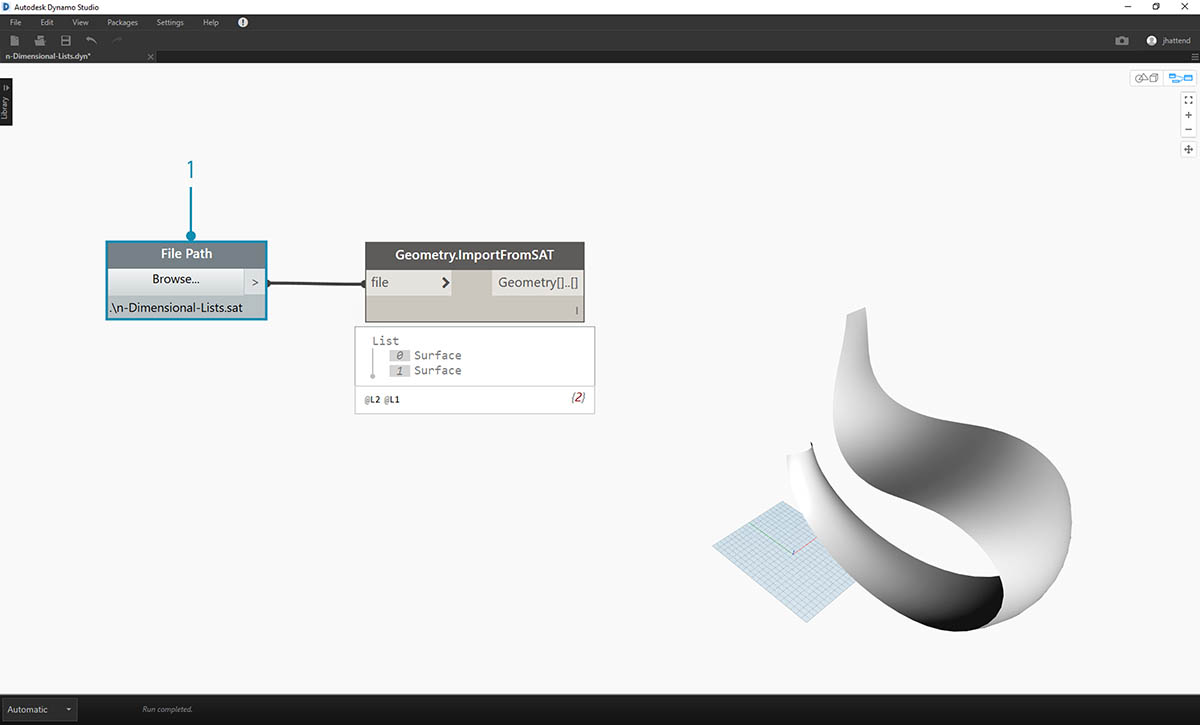 Autodesk Dynamo Studio
File Edit View Packages Settings Help !
jhattend
n-Dimensional-Lists.dyn*
Library
1
File Path
Browse...
>
.\n-Dimensional-Lists.sat
Geometry.ImportFromSAT
file > Geometry[]..[]
List
0 Surface
1 Surface
@L2 @L1 {2}
Automatic
Run completed.